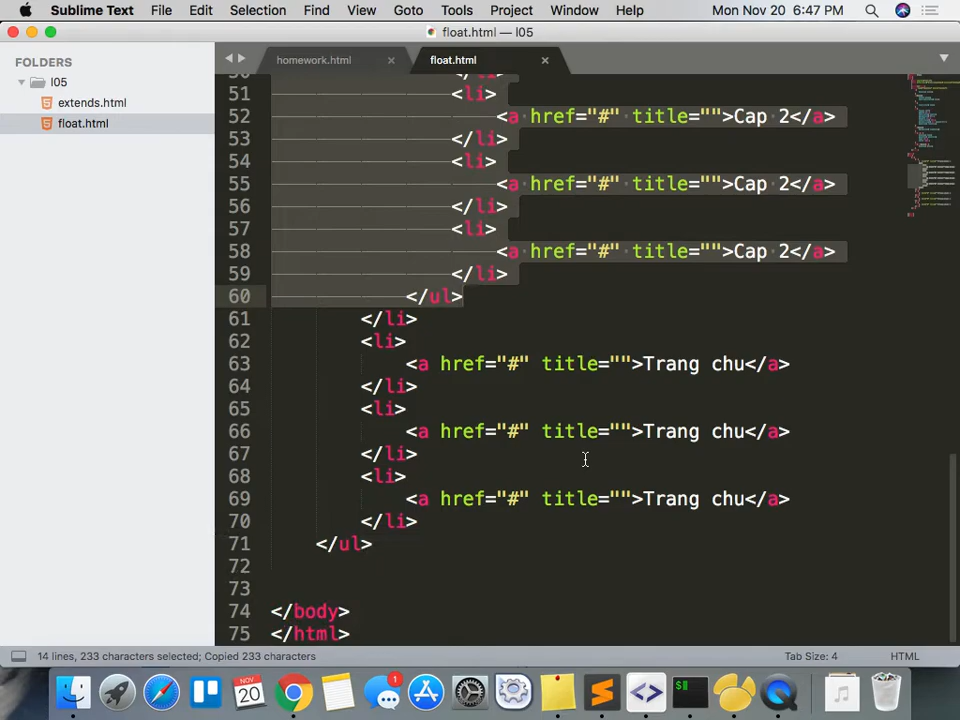 Sublime Text File Edit Selection Find View Goto Tools Project Window Help Mon Nov 20 6:47 PM
float.html — l05
FOLDERS
l05
extends.html
float.html
homework.html
float.html
</li>
51 <li>
52 <a href="#" title="">Cap 2</a>
53 </li>
54 <li>
55 <a href="#" title="">Cap 2</a>
56 </li>
57 <li>
58 <a href="#" title="">Cap 2</a>
59 </li>
60 </ul>
61 </li>
62 <li>
63 <a href="#" title="">Trang chu</a>
64 </li>
65 <li>
66 <a href="#" title="">Trang chu</a>
67 </li>
68 <li>
69 <a href="#" title="">Trang chu</a>
70 </li>
71 </ul>
72
73
74 </body>
75 </html>
14 lines, 233 characters selected; Copied 233 characters Tab Size: 4 HTML
NOV
20
1